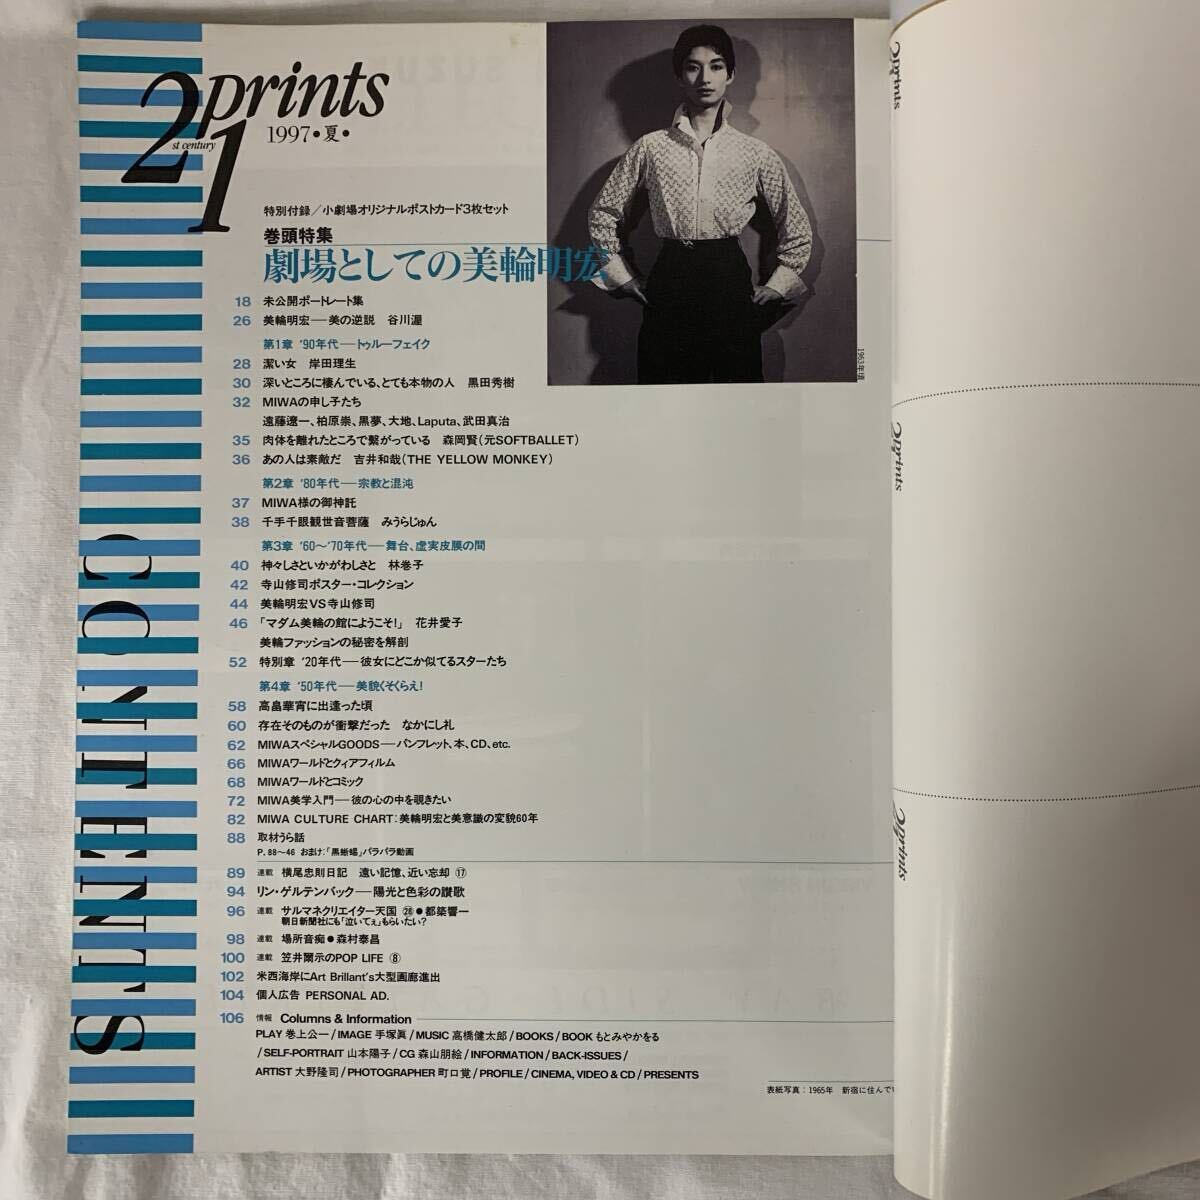 21st century prints
1997・夏・
特別付録／小劇場オリジナルポストカード3枚セット
巻頭特集
劇場としての美輪明宏
1963年頃
18 未公開ポートレート集
26 美輪明宏──美の逆説 谷川渥
第1章 '90年代──トゥルーフェイク
28 潔い女 岸田理生
30 深いところに棲んでいる、とても本物の人 黒田秀樹
32 MIWAの申し子たち
遠藤遼一、柏原崇、黒夢、大地、Laputa、武田真治
35 肉体を離れたところで繋がっている 森岡賢(元SOFTBALLET)
36 あの人は素敵だ 吉井和哉(THE YELLOW MONKEY)
第2章 '80年代──宗教と混沌
37 MIWA様の御神託
38 千手千眼観世音菩薩 みうらじゅん
第3章 '60〜'70年代──舞台、虚実皮膜の間
40 神々しさといかがわしさと 林巻子
42 寺山修司ポスター・コレクション
44 美輪明宏VS寺山修司
46 「マダム美輪の館にようこそ!」 花井愛子
美輪ファッションの秘密を解剖
52 特別章 '20年代──彼女にどこか似てるスターたち
第4章 '50年代──美貌くそくらえ!
58 高畠華宵に出逢った頃
60 存在そのものが衝撃だった なかにし礼
62 MIWAスペシャルGOODS──パンフレット、本、CD、etc.
66 MIWAワールドとクィアフィルム
68 MIWAワールドとコミック
72 MIWA美学入門──彼の心の中を覗きたい
82 MIWA CULTURE CHART：美輪明宏と美意識の変貌60年
88 取材うら話
P.88〜46 おまけ：「黒蜥蜴」パラパラ動画
89 連載 横尾忠則日記 遠い記憶、近い忘却 ⑰
94 リン・ゲルテンバック──陽光と色彩の讃歌
96 連載 サルマネクリエイター天国 ㉘●都築響一
朝日新聞社にも「泣いてぇ」もらいたい?
98 連載 場所音痴●森村泰昌
100 連載 笠井爾示のPOP LIFE ⑧
102 米西海岸にArt Brillant's大型画廊進出
104 個人広告 PERSONAL AD.
106 情報 Columns & Information
PLAY 巻上公一/IMAGE 手塚眞/MUSIC 高橋健太郎/BOOKS/BOOK もとみやかをる
/SELF-PORTRAIT 山本陽子/CG 森山朋絵/INFORMATION/BACK-ISSUES/
ARTIST 大野隆司/PHOTOGRAPHER 町口覚/PROFILE/CINEMA, VIDEO & CD/PRESENTS
表紙写真：1965年 新宿に住んで
CONTENTS
21prints
21prints
21prints